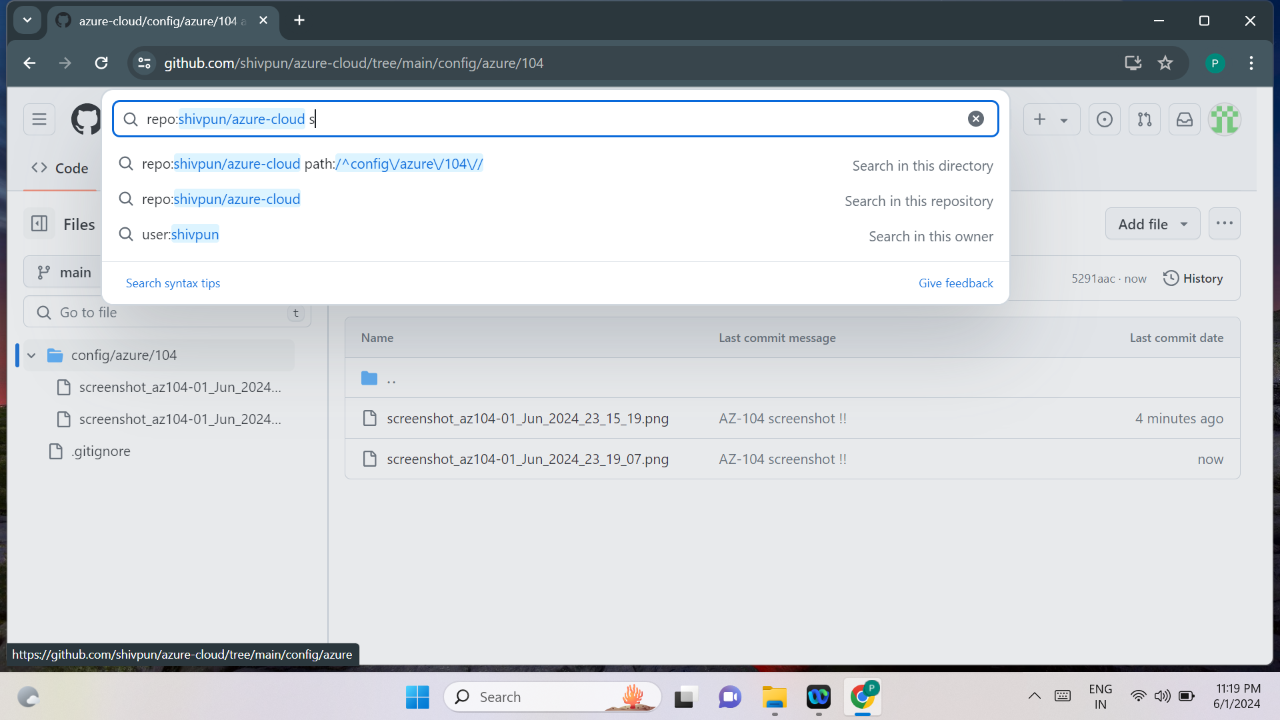 azure-cloud/config/azure/104 a
github.com/shivpun/azure-cloud/tree/main/config/azure/104
P
repo:shivpun/azure-cloud s
repo:shivpun/azure-cloud path:/^config\/azure\/104\//
Search in this directory
repo:shivpun/azure-cloud
Search in this repository
user:shivpun
Search in this owner
Search syntax tips
Give feedback
Code
Files
Add file
main
5291aac · now
History
Go to file
t
Name
Last commit message
Last commit date
config/azure/104
..
screenshot_az104-01_Jun_2024...
screenshot_az104-01_Jun_2024...
.gitignore
screenshot_az104-01_Jun_2024_23_15_19.png
AZ-104 screenshot !!
4 minutes ago
screenshot_az104-01_Jun_2024_23_19_07.png
AZ-104 screenshot !!
now
https://github.com/shivpun/azure-cloud/tree/main/config/azure
Search
P
ENG
IN
11:19 PM
6/1/2024